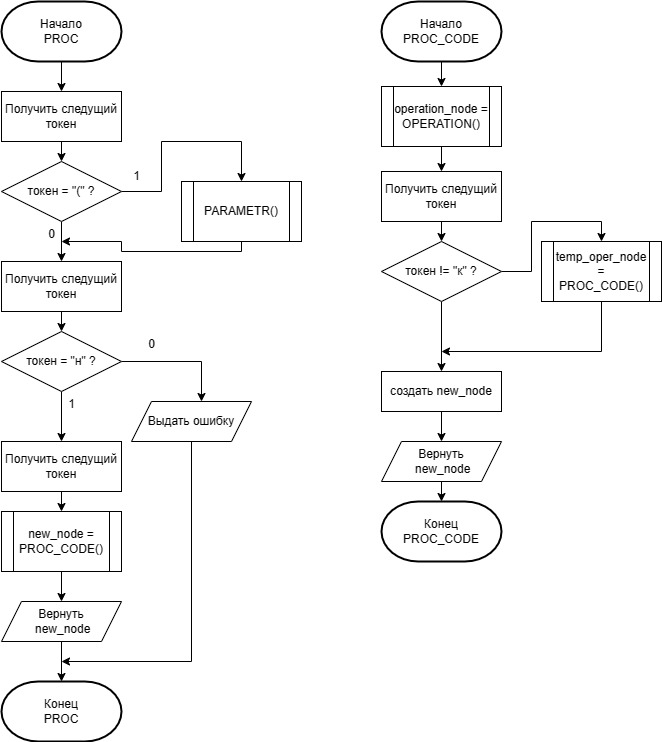 Начало
PROC
Получить следущий
токен
токен = "(" ?
1
PARAMETR()
0
Получить следущий
токен
токен = "н" ?
0
Выдать ошибку
1
Получить следущий
токен
new_node =
PROC_CODE()
Вернуть
new_node
Конец
PROC
Начало
PROC_CODE
operation_node =
OPERATION()
Получить следущий
токен
токен != "к" ?
temp_oper_node
=
PROC_CODE()
создать new_node
Вернуть
new_node
Конец
PROC_CODE